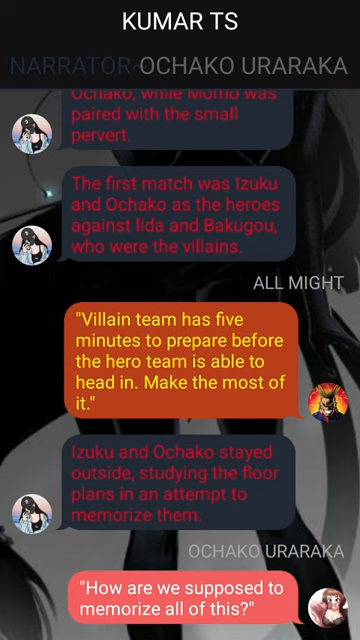 KUMAR TS
NARRATOR~OCHAKO URARAKA
Ochako, while Momo was
paired with the small
pervert.
The first match was Izuku
and Ochako as the heroes
against Iida and Bakugou,
who were the villains.
ALL MIGHT
"Villain team has five
minutes to prepare before
the hero team is able to
head in. Make the most of
it."
Izuku and Ochako stayed
outside, studying the floor
plans in an attempt to
memorize them.
OCHAKO URARAKA
"How are we supposed to
memorize all of this?"